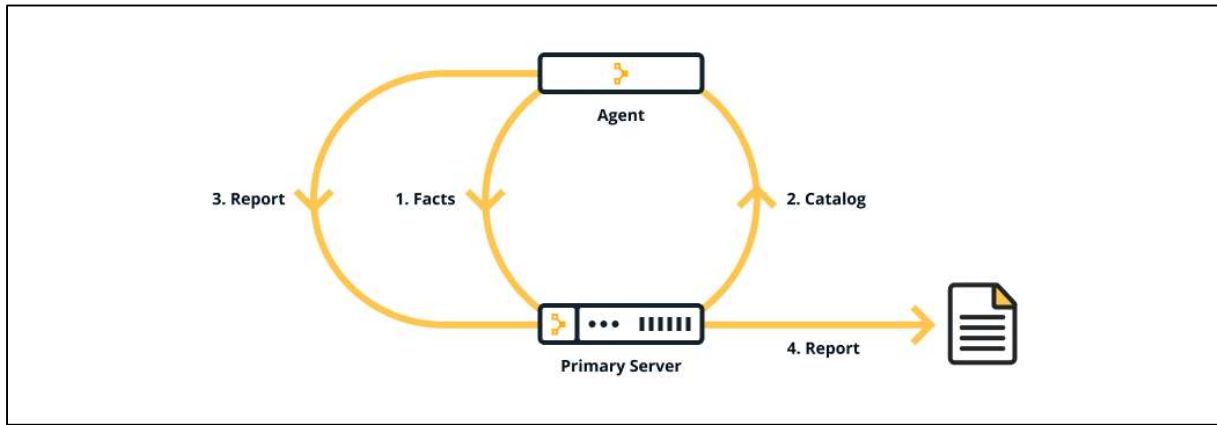 Agent
3. Report
1. Facts
2. Catalog
4. Report
Primary Server